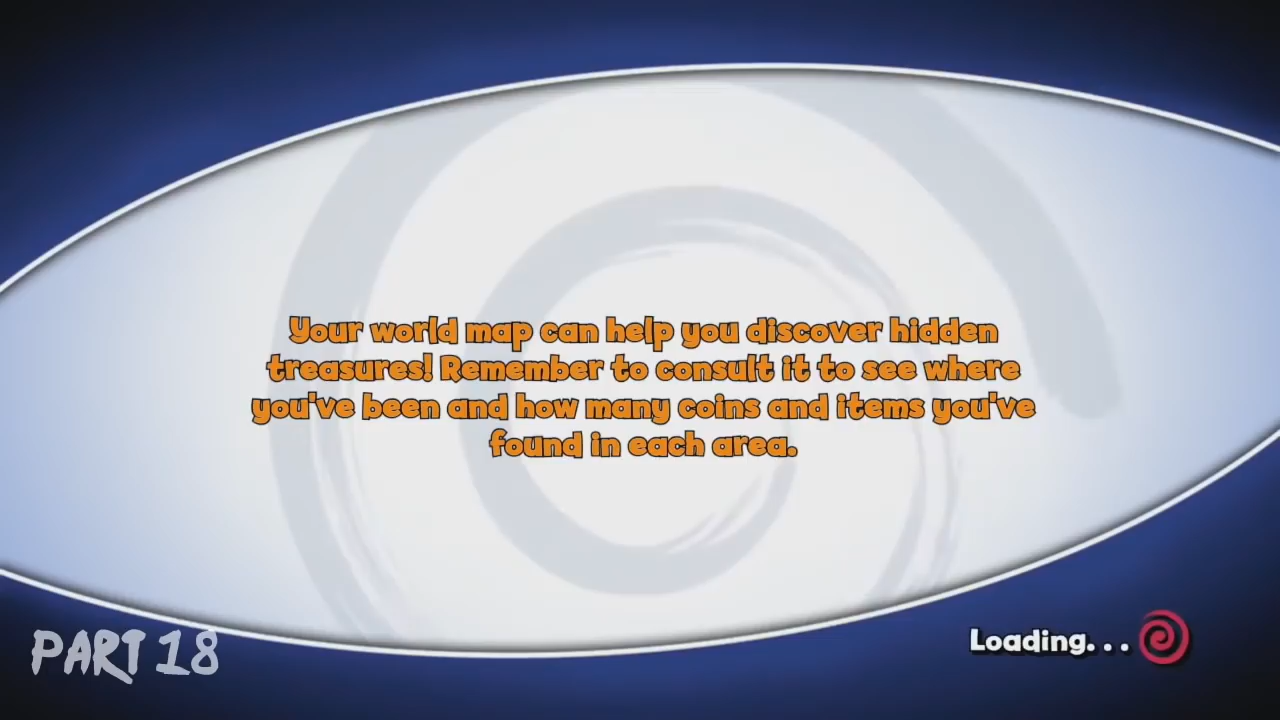 Your world map can help you discover hidden
treasures! Remember to consult it to see where
you've been and how many coins and items you've
found in each area.
PART 18
Loading. . .